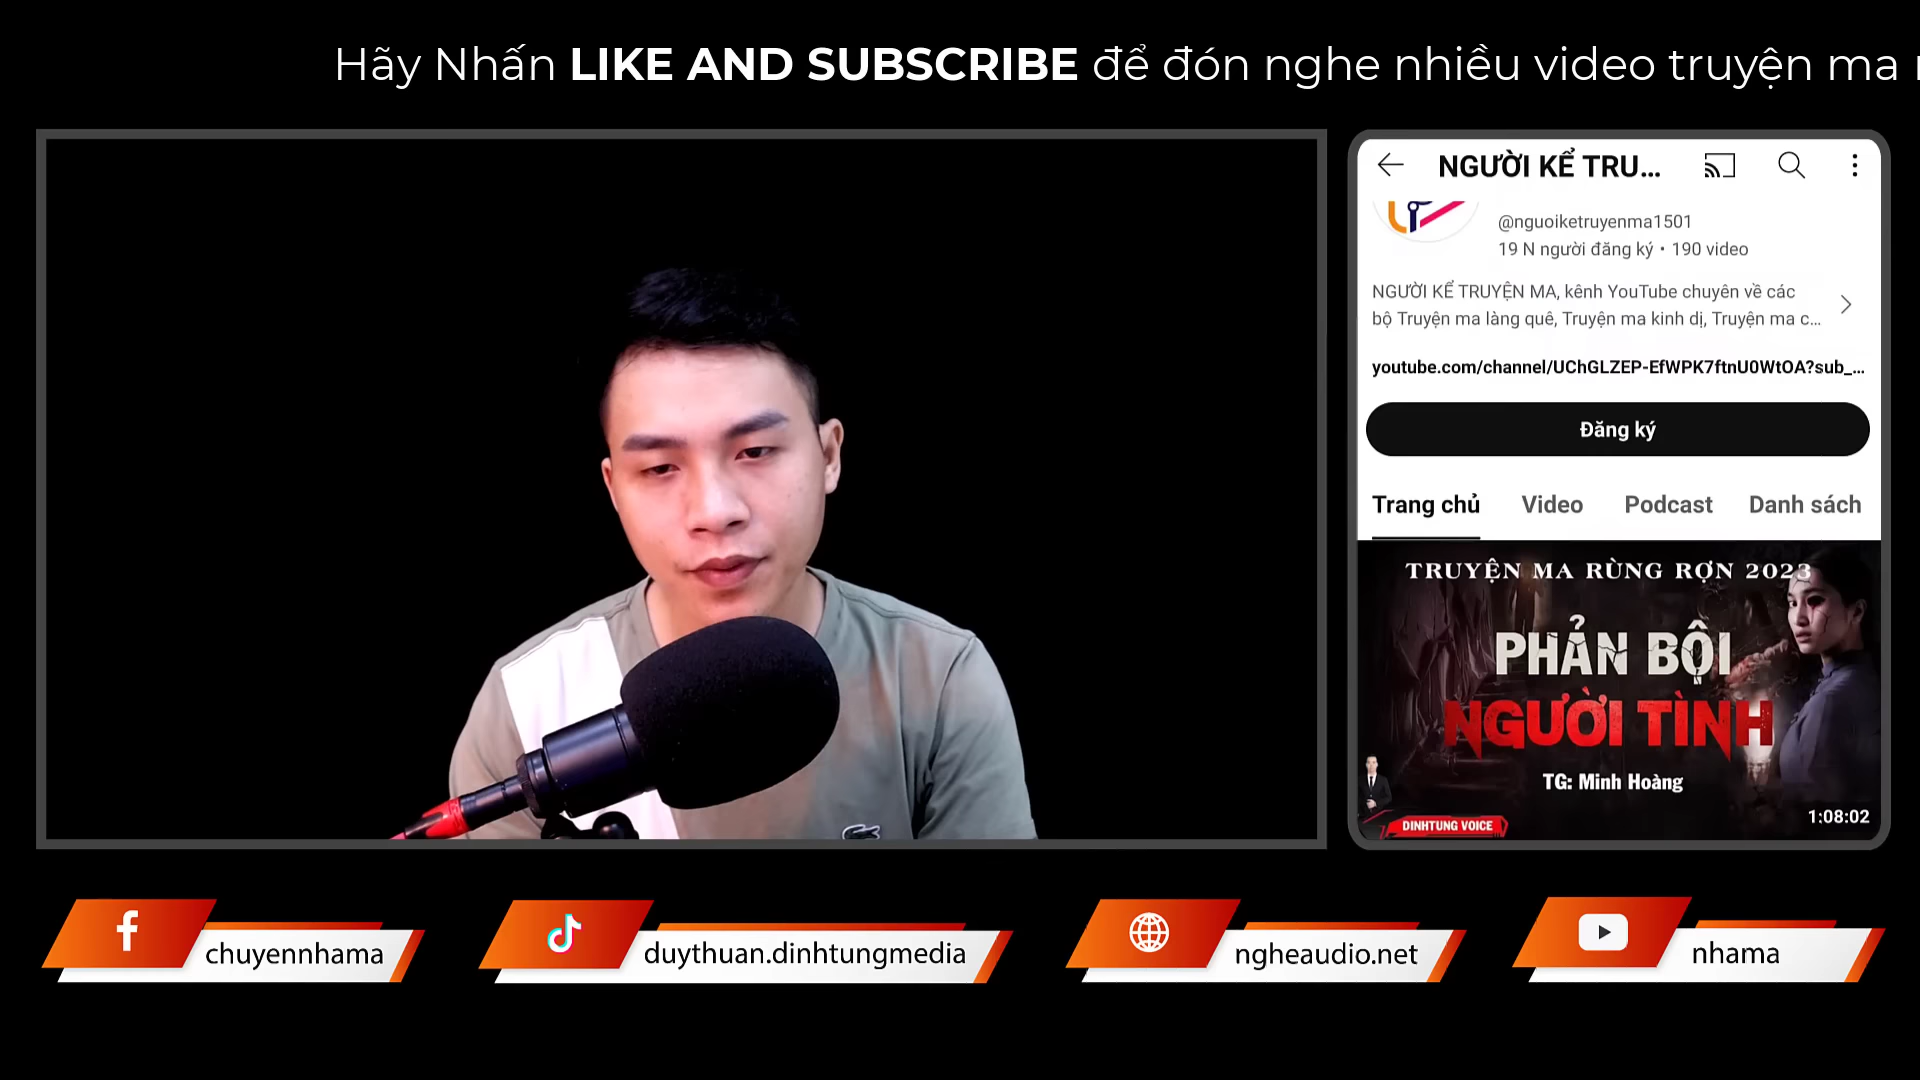 Hãy Nhấn LIKE AND SUBSCRIBE để đón nghe nhiều video truyện ma
NGƯỜI KỂ TRU...
@nguoiketruyenma1501
19 N người đăng ký • 190 video
NGƯỜI KỂ TRUYỆN MA, kênh YouTube chuyên về các
bộ Truyện ma làng quê, Truyện ma kinh dị, Truyện ma c...
youtube.com/channel/UChGLZEP-EfWPK7ftnU0WtOA?sub_...
Đăng ký
Trang chủ Video Podcast Danh sách
TRUYỆN MA RÙNG RỢN 2023
PHẢN BỘI
NGƯỜI TÌNH
TG: Minh Hoàng
DINHTUNG VOICE
1:08:02
chuyennhama
duythuan.dinhtungmedia
ngheaudio.net
nhama